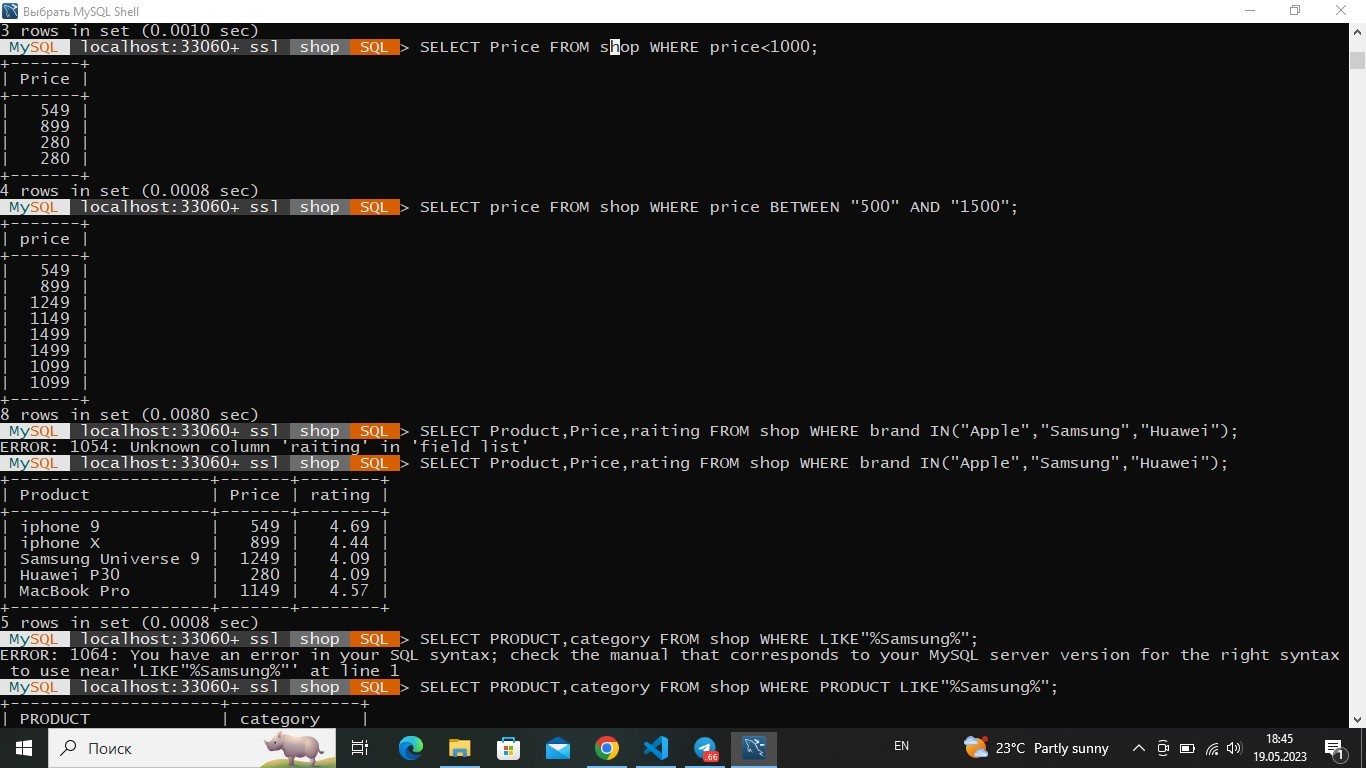 Выбрать MySQL Shell
3 rows in set (0.0010 sec)
MySQL localhost:33060+ ssl shop SQL > SELECT Price FROM shop WHERE price<1000;
+-------+
| Price |
+-------+
|   549 |
|   899 |
|   280 |
|   280 |
+-------+
4 rows in set (0.0008 sec)
MySQL localhost:33060+ ssl shop SQL > SELECT price FROM shop WHERE price BETWEEN "500" AND "1500";
+-------+
| price |
+-------+
|   549 |
|   899 |
|  1249 |
|  1149 |
|  1499 |
|  1499 |
|  1099 |
|  1099 |
+-------+
8 rows in set (0.0080 sec)
MySQL localhost:33060+ ssl shop SQL > SELECT Product,Price,raiting FROM shop WHERE brand IN("Apple","Samsung","Huawei");
ERROR: 1054: Unknown column 'raiting' in 'field list'
MySQL localhost:33060+ ssl shop SQL > SELECT Product,Price,rating FROM shop WHERE brand IN("Apple","Samsung","Huawei");
+--------------------+-------+--------+
| Product            | Price | rating |
+--------------------+-------+--------+
| iphone 9           |   549 |   4.69 |
| iphone X           |   899 |   4.44 |
| Samsung Universe 9 |  1249 |   4.09 |
| Huawei P30         |   280 |   4.09 |
| MacBook Pro        |  1149 |   4.57 |
+--------------------+-------+--------+
5 rows in set (0.0008 sec)
MySQL localhost:33060+ ssl shop SQL > SELECT PRODUCT,category FROM shop WHERE LIKE"%Samsung%";
ERROR: 1064: You have an error in your SQL syntax; check the manual that corresponds to your MySQL server version for the right syntax
to use near 'LIKE"%Samsung%"' at line 1
MySQL localhost:33060+ ssl shop SQL > SELECT PRODUCT,category FROM shop WHERE PRODUCT LIKE"%Samsung%";
+---------------------+-------------+
| PRODUCT             | category    |
Поиск
.66
EN
23°C Partly sunny
18:45
19.05.2023
1